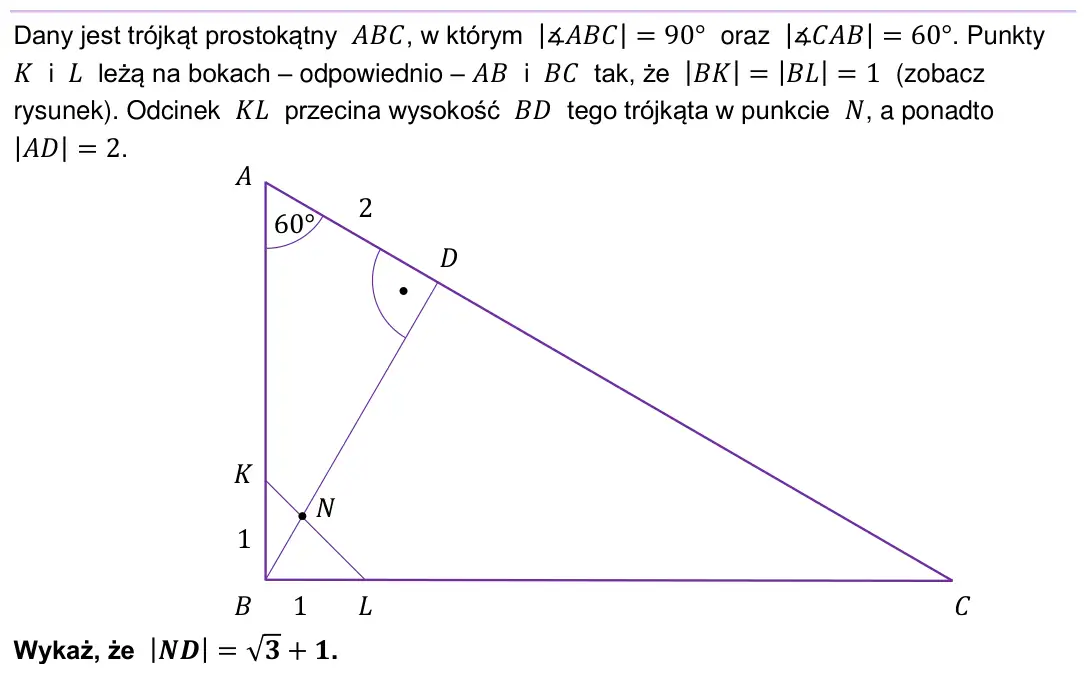 Dany jest trójkąt prostokątny ABC, w którym |∡ABC| = 90° oraz |∡CAB| = 60°. Punkty
K i L leżą na bokach – odpowiednio – AB i BC tak, że |BK| = |BL| = 1 (zobacz
rysunek). Odcinek KL przecina wysokość BD tego trójkąta w punkcie N, a ponadto
|AD| = 2.
A
60°
2
D
K
N
1
B 1 L C
Wykaż, że |ND| = √3 + 1.